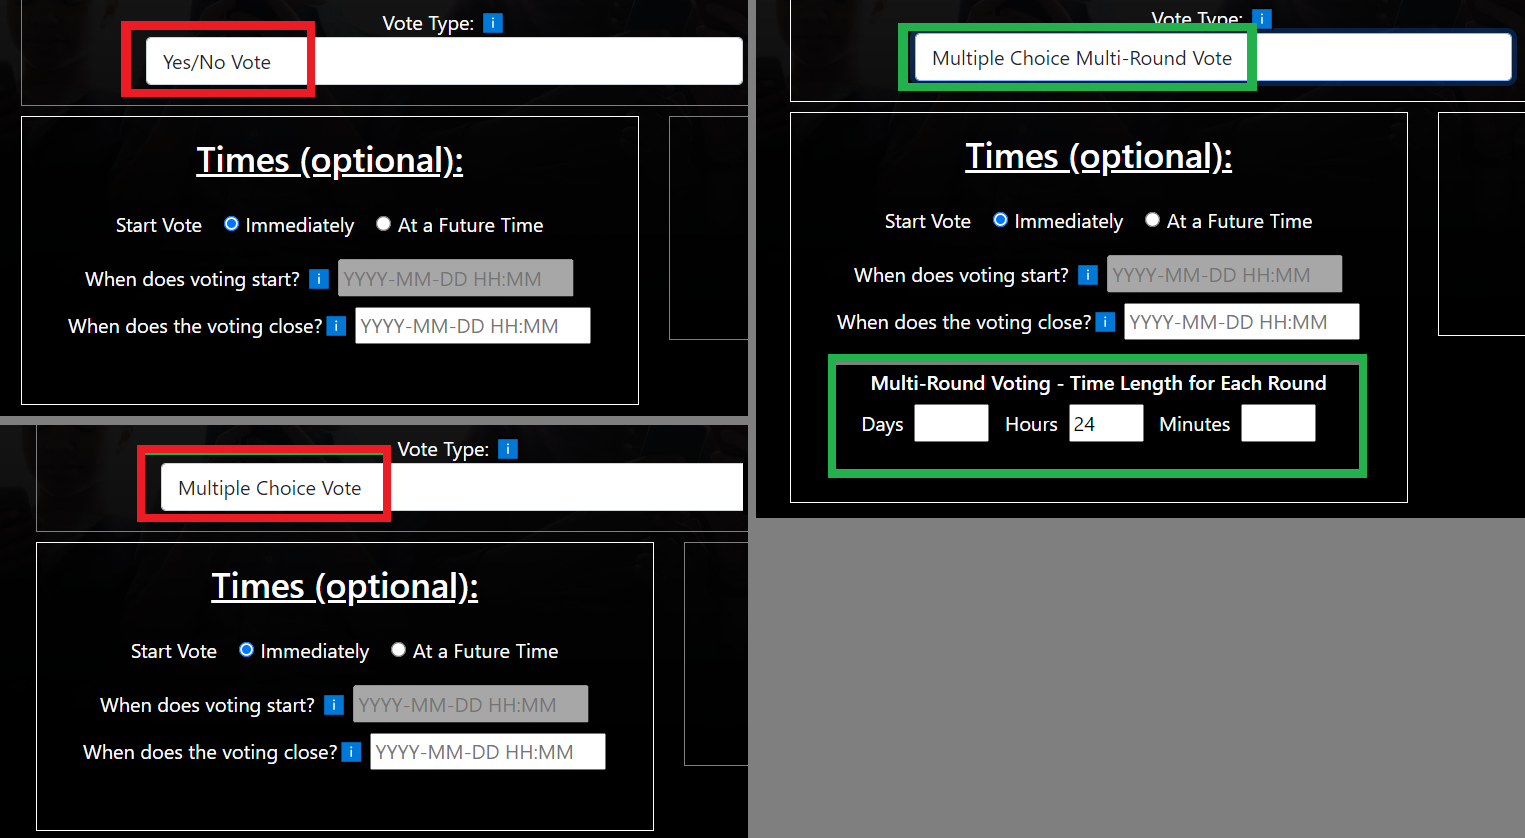 Vote Type: i
Yes/No Vote
Times (optional):
Start Vote Immediately At a Future Time
When does voting start? i YYYY-MM-DD HH:MM
When does the voting close? i YYYY-MM-DD HH:MM
Vote Type: i
Multiple Choice Vote
Times (optional):
Start Vote Immediately At a Future Time
When does voting start? i YYYY-MM-DD HH:MM
When does the voting close? i YYYY-MM-DD HH:MM
Vote Type: i
Multiple Choice Multi-Round Vote
Times (optional):
Start Vote Immediately At a Future Time
When does voting start? i YYYY-MM-DD HH:MM
When does the voting close? i YYYY-MM-DD HH:MM
Multi-Round Voting - Time Length for Each Round
Days Hours 24 Minutes